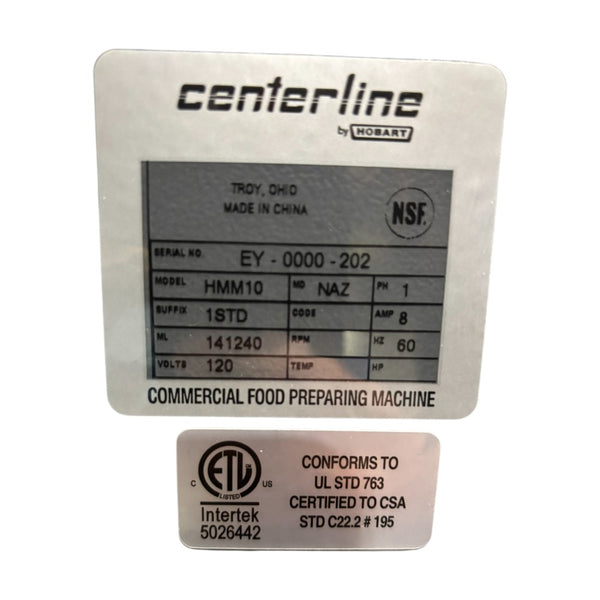 centerline
by HOBART
TROY, OHIO
MADE IN CHINA
NSF.
SERIAL NO. EY - 0000 - 202
MODEL HMM10 MD NAZ PH 1
SUFFIX 1STD CODE AMP 8
ML 141240 RPM HZ 60
VOLTS 120 TEMP HP
COMMERCIAL FOOD PREPARING MACHINE
ETL
C US
LISTED
Intertek
5026442
CONFORMS TO
UL STD 763
CERTIFIED TO CSA
STD C22.2 # 195